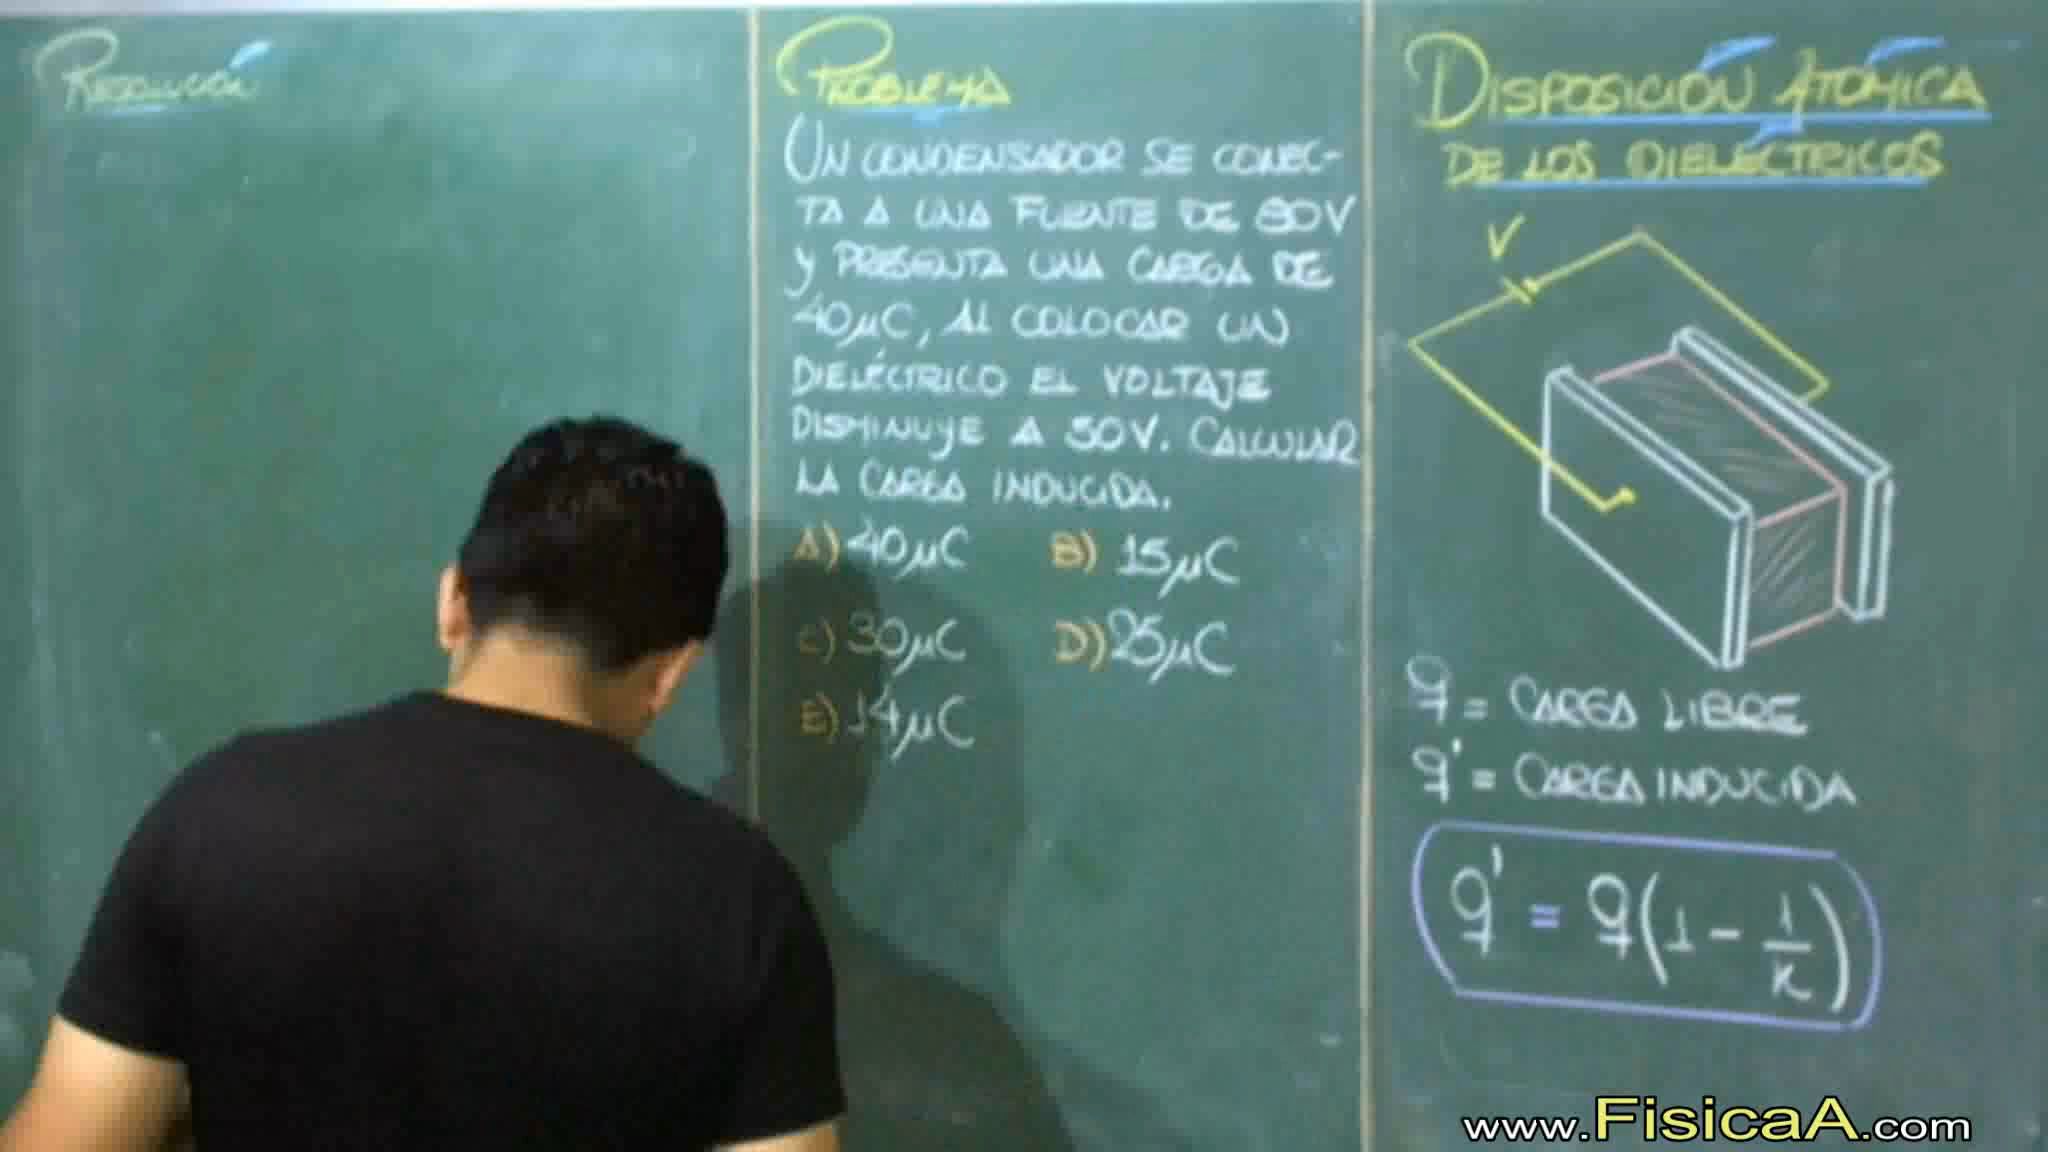 RESOLUCIÓN
PROBLEMA
UN CONDENSADOR SE CONEC-
TA A UNA FUENTE DE 80V
Y PRESENTA UNA CARGA DE
40μC, AL COLOCAR UN
DIELÉCTRICO EL VOLTAJE
DISMINUYE A 50V. CALCULAR
LA CARGA INDUCIDA.
A) 40μC B) 15μC
C) 30μC D) 25μC
E) 14μC
DISPOSICIÓN ATÓMICA
DE LOS DIELÉCTRICOS
V
q = CARGA LIBRE
q' = CARGA INDUCIDA
q' = q(1 - 1/K)
www.FisicaA.com